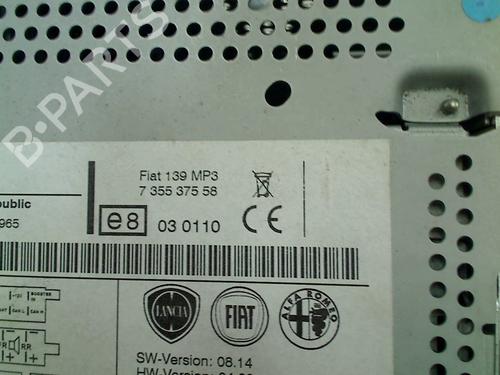 B-PARTS
Fiat 139 MP3
7 355 375 58
public
965
e8
03 0110
CE
LANCIA
FIAT
ALFA ROMEO
RR
SW-Version: 08.14